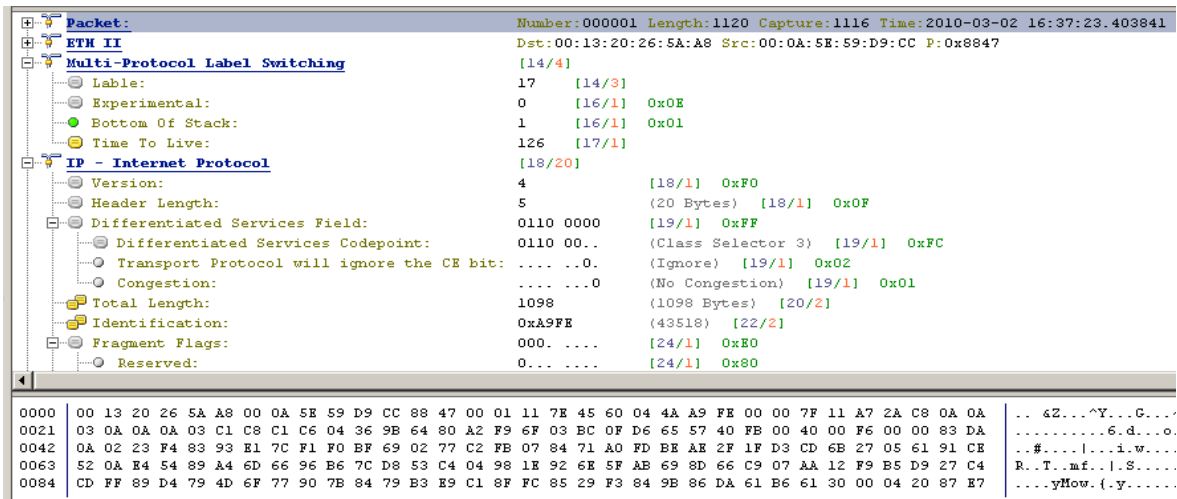 Packet: Number:000001 Length:1120 Capture:1116 Time:2010-03-02 16:37:23.403841
ETH II Dst:00:13:20:26:5A:A8 Src:00:0A:5E:59:D9:CC P:0x8847
Multi-Protocol Label Switching [14/4]
Lable: 17 [14/3]
Experimental: 0 [16/1] 0x0E
Bottom Of Stack: 1 [16/1] 0x01
Time To Live: 126 [17/1]
IP - Internet Protocol [18/20]
Version: 4 [18/1] 0xF0
Header Length: 5 (20 Bytes) [18/1] 0x0F
Differentiated Services Field: 0110 0000 [19/1] 0xFF
Differentiated Services Codepoint: 0110 00.. (Class Selector 3) [19/1] 0xFC
Transport Protocol will ignore the CE bit: .... ..0. (Ignore) [19/1] 0x02
Congestion: .... ...0 (No Congestion) [19/1] 0x01
Total Length: 1098 (1098 Bytes) [20/2]
Identification: 0xA9FE (43518) [22/2]
Fragment Flags: 000. .... [24/1] 0xE0
Reserved: 0... .... [24/1] 0x80
0000 00 13 20 26 5A A8 00 0A 5E 59 D9 CC 88 47 00 01 11 7E 45 60 04 4A A9 FE 00 00 7F 11 A7 2A C8 0A 0A .. &Z...^Y...G...^
0021 03 0A 0A 0A 03 C1 C8 C1 C6 04 36 9B 64 80 A2 F9 6F 03 BC 0F D6 65 57 40 FB 00 40 00 F6 00 00 83 DA ..........6.d...o.
0042 0A 02 23 F4 83 93 E1 7C F1 F0 BF 69 02 77 C2 FB 07 84 71 A0 FD BE AE 2F 1F D3 CD 6B 27 05 61 91 CE ..#....|...i.w....
0063 52 0A E4 54 89 A4 6D 66 96 B6 7C D8 53 C4 04 98 1E 92 6E 5F AB 69 8D 66 C9 07 AA 12 F9 B5 D9 27 C4 R..T..mf..|.S.....
0084 CD FF 89 D4 79 4D 6F 77 90 7B 84 79 B3 E9 C1 8F FC 85 29 F3 84 9B 86 DA 61 B6 61 30 00 04 20 87 E7 ....yMow.{.y......